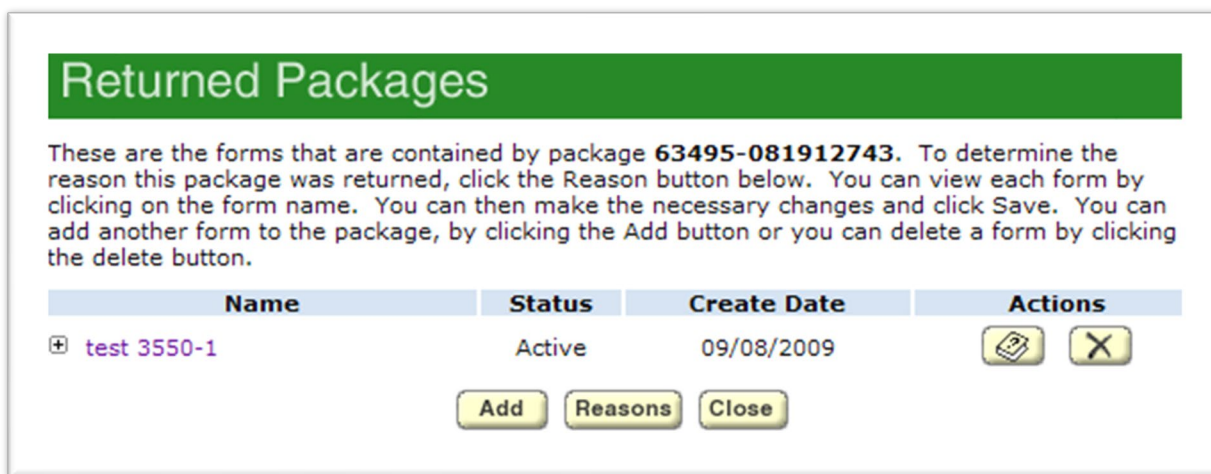 Returned Packages
These are the forms that are contained by package 63495-081912743. To determine the
reason this package was returned, click the Reason button below. You can view each form by
clicking on the form name. You can then make the necessary changes and click Save. You can
add another form to the package, by clicking the Add button or you can delete a form by clicking
the delete button.
Name Status Create Date Actions
test 3550-1 Active 09/08/2009
Add Reasons Close